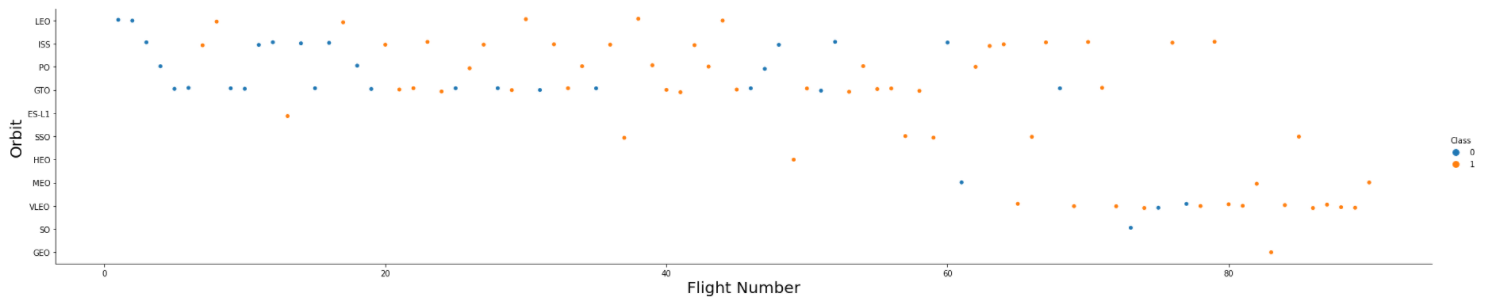 LEO
ISS
PO
GTO
ES-L1
SSO
HEO
MEO
VLEO
SO
GEO
Orbit
0 20 40 60 80
Flight Number
Class
0
1